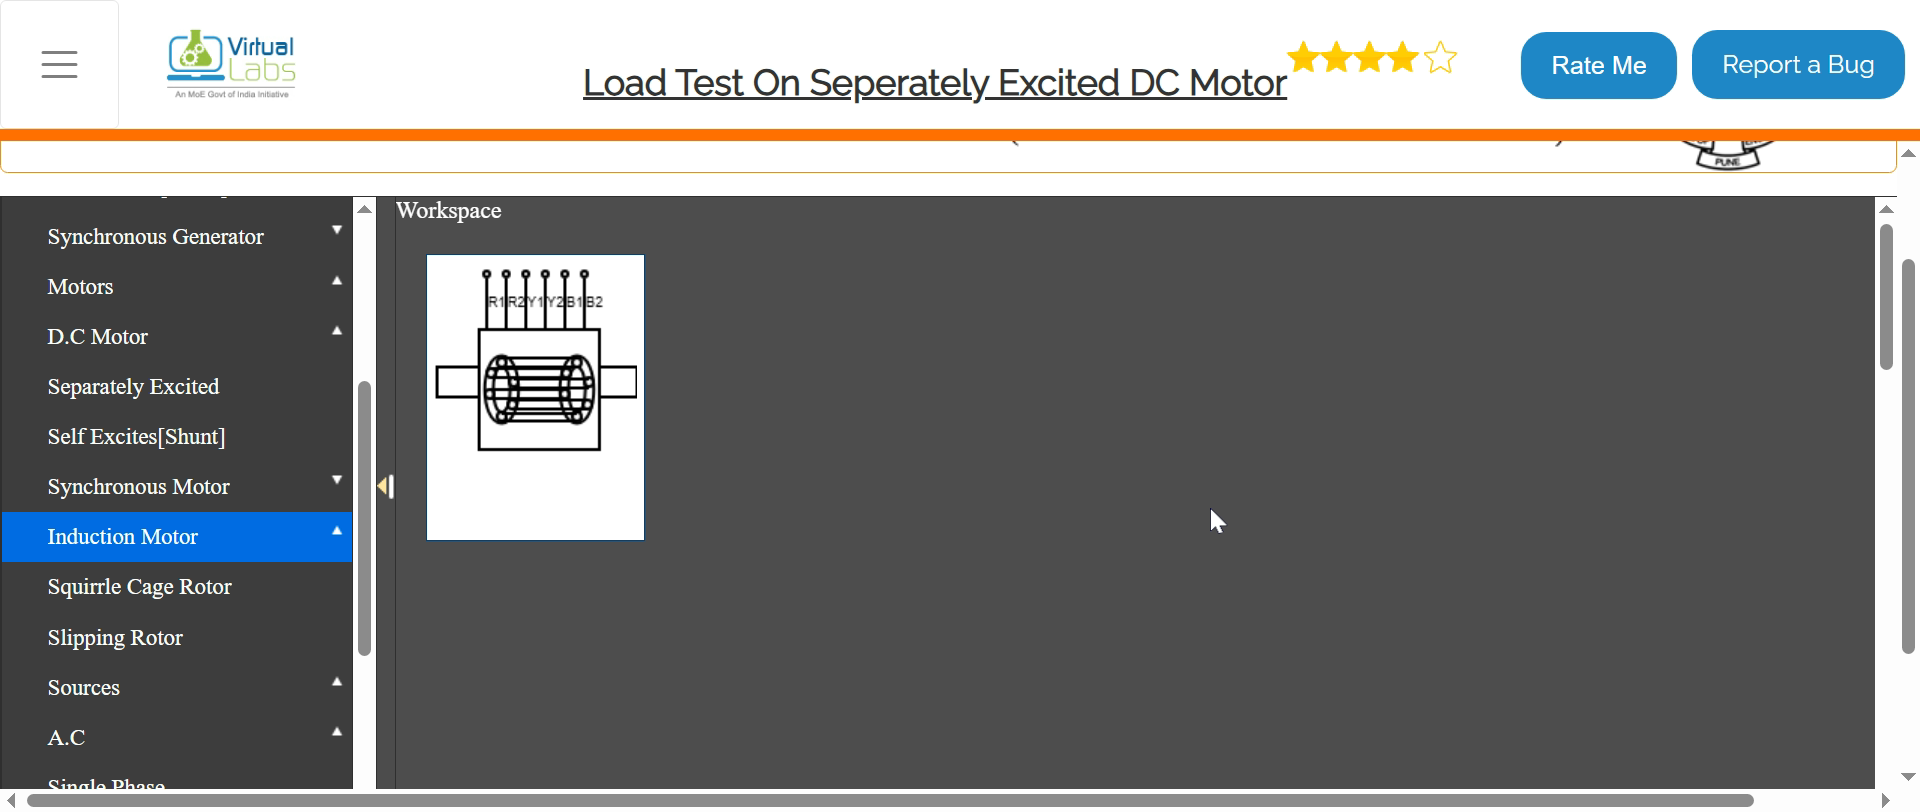 Virtual
Labs
An MoE Govt of India Initiative
Load Test On Seperately Excited DC Motor
Rate Me
Report a Bug
PUNE
Workspace
Synchronous Generator
Motors
D.C Motor
Separately Excited
Self Excites[Shunt]
Synchronous Motor
Induction Motor
Squirrle Cage Rotor
Slipping Rotor
Sources
A.C
Single Phase
R1 R2 Y1 Y2 B1 B2